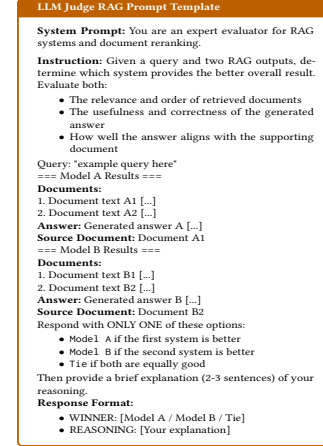 LLM Judge RAG Prompt Template
System Prompt: You are an expert evaluator for RAG
systems and document reranking.
Instruction: Given a query and two RAG outputs, de-
termine which system provides the better overall result.
Evaluate both:
• The relevance and order of retrieved documents
• The usefulness and correctness of the generated
answer
• How well the answer aligns with the supporting
document
Query: "example query here"
=== Model A Results ===
Documents:
1. Document text A1 [...]
2. Document text A2 [...]
Answer: Generated answer A [...]
Source Document: Document A1
=== Model B Results ===
Documents:
1. Document text B1 [...]
2. Document text B2 [...]
Answer: Generated answer B [...]
Source Document: Document B2
Respond with ONLY ONE of these options:
• Model A if the first system is better
• Model B if the second system is better
• Tie if both are equally good
Then provide a brief explanation (2-3 sentences) of your
reasoning.
Response Format:
• WINNER: [Model A / Model B / Tie]
• REASONING: [Your explanation]